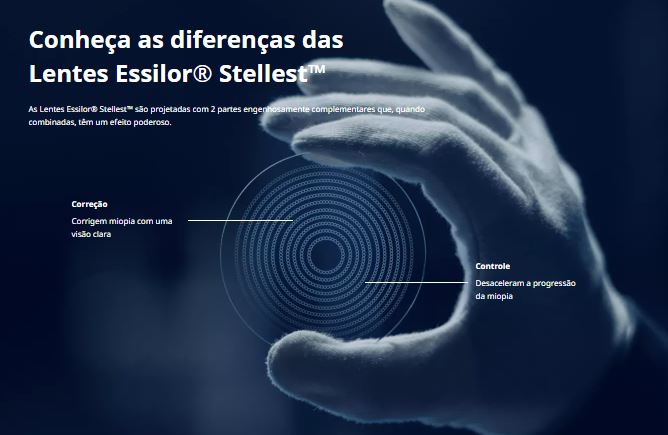 Conheça as diferenças das
Lentes Essilor® Stellest™
As Lentes Essilor® Stellest™ são projetadas com 2 partes engenhosamente complementares que, quando
combinadas, têm um efeito poderoso.
Correção
Corrigem miopia com uma
visão clara
Controle
Desaceleram a progressão
da miopia